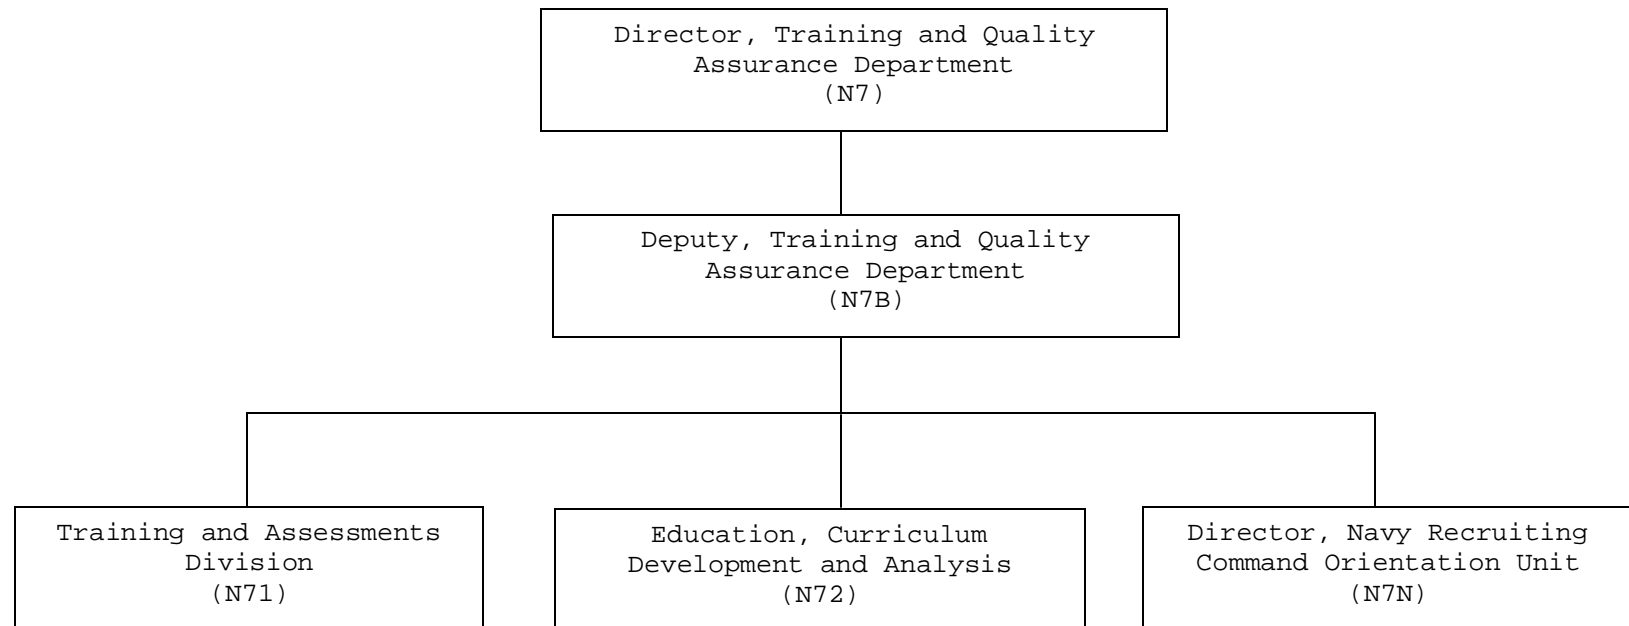 Director, Training and Quality
Assurance Department
(N7)
Deputy, Training and Quality
Assurance Department
(N7B)
Training and Assessments
Division
(N71)
Education, Curriculum
Development and Analysis
(N72)
Director, Navy Recruiting
Command Orientation Unit
(N7N)